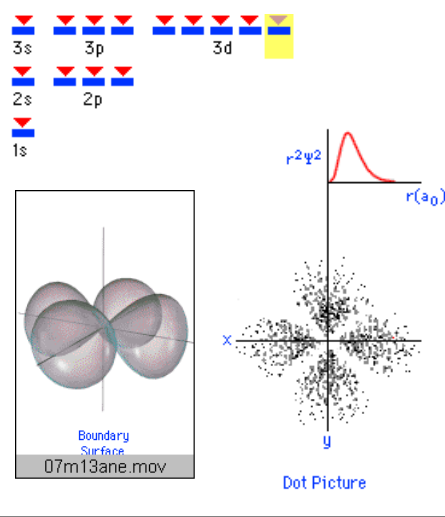 3s 3p 3d
2s 2p
1s
r²Ψ²
r(a₀)
x
y
Boundary
Surface
07m13ane.mov
Dot Picture